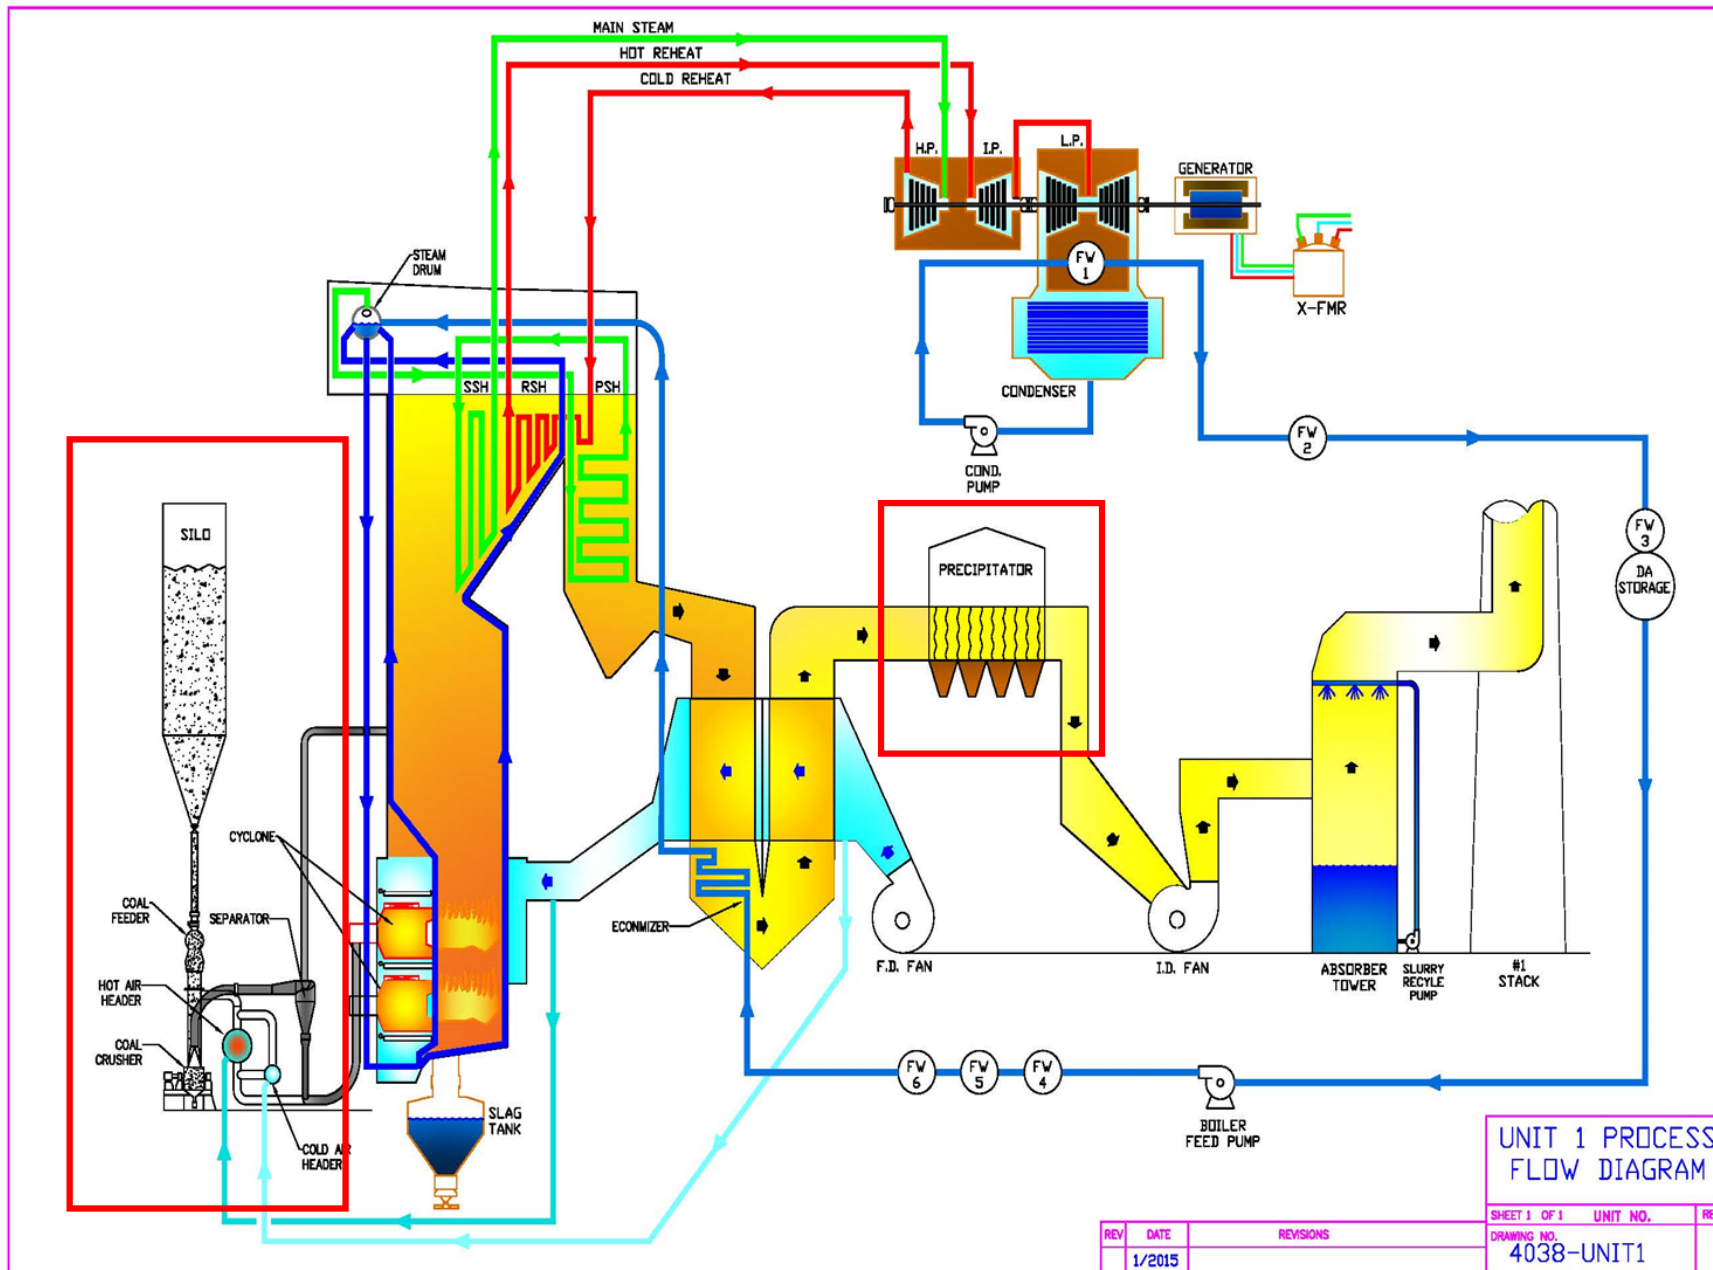 MAIN STEAM
HOT REHEAT
COLD REHEAT
H.P.
I.P.
L.P.
GENERATOR
X-FMR
FW
1
STEAM
DRUM
SSH
RSH
PSH
CONDENSER
COND.
PUMP
FW
2
FW
3
DA
STORAGE
SILO
PRECIPITATOR
CYCLONE
COAL
FEEDER
SEPARATOR
HOT AIR
HEADER
COAL
CRUSHER
COLD AIR
HEADER
SLAG
TANK
ECONMIZER
F.D. FAN
I.D. FAN
ABSORBER
TOWER
SLURRY
RECYLE
PUMP
#1
STACK
FW
6
FW
5
FW
4
BOILER
FEED PUMP
UNIT 1 PROCESS
FLOW DIAGRAM
SHEET 1 OF 1
UNIT NO.
RE
DRAWING NO.
4038-UNIT1
REV
DATE
REVISIONS
1/2015